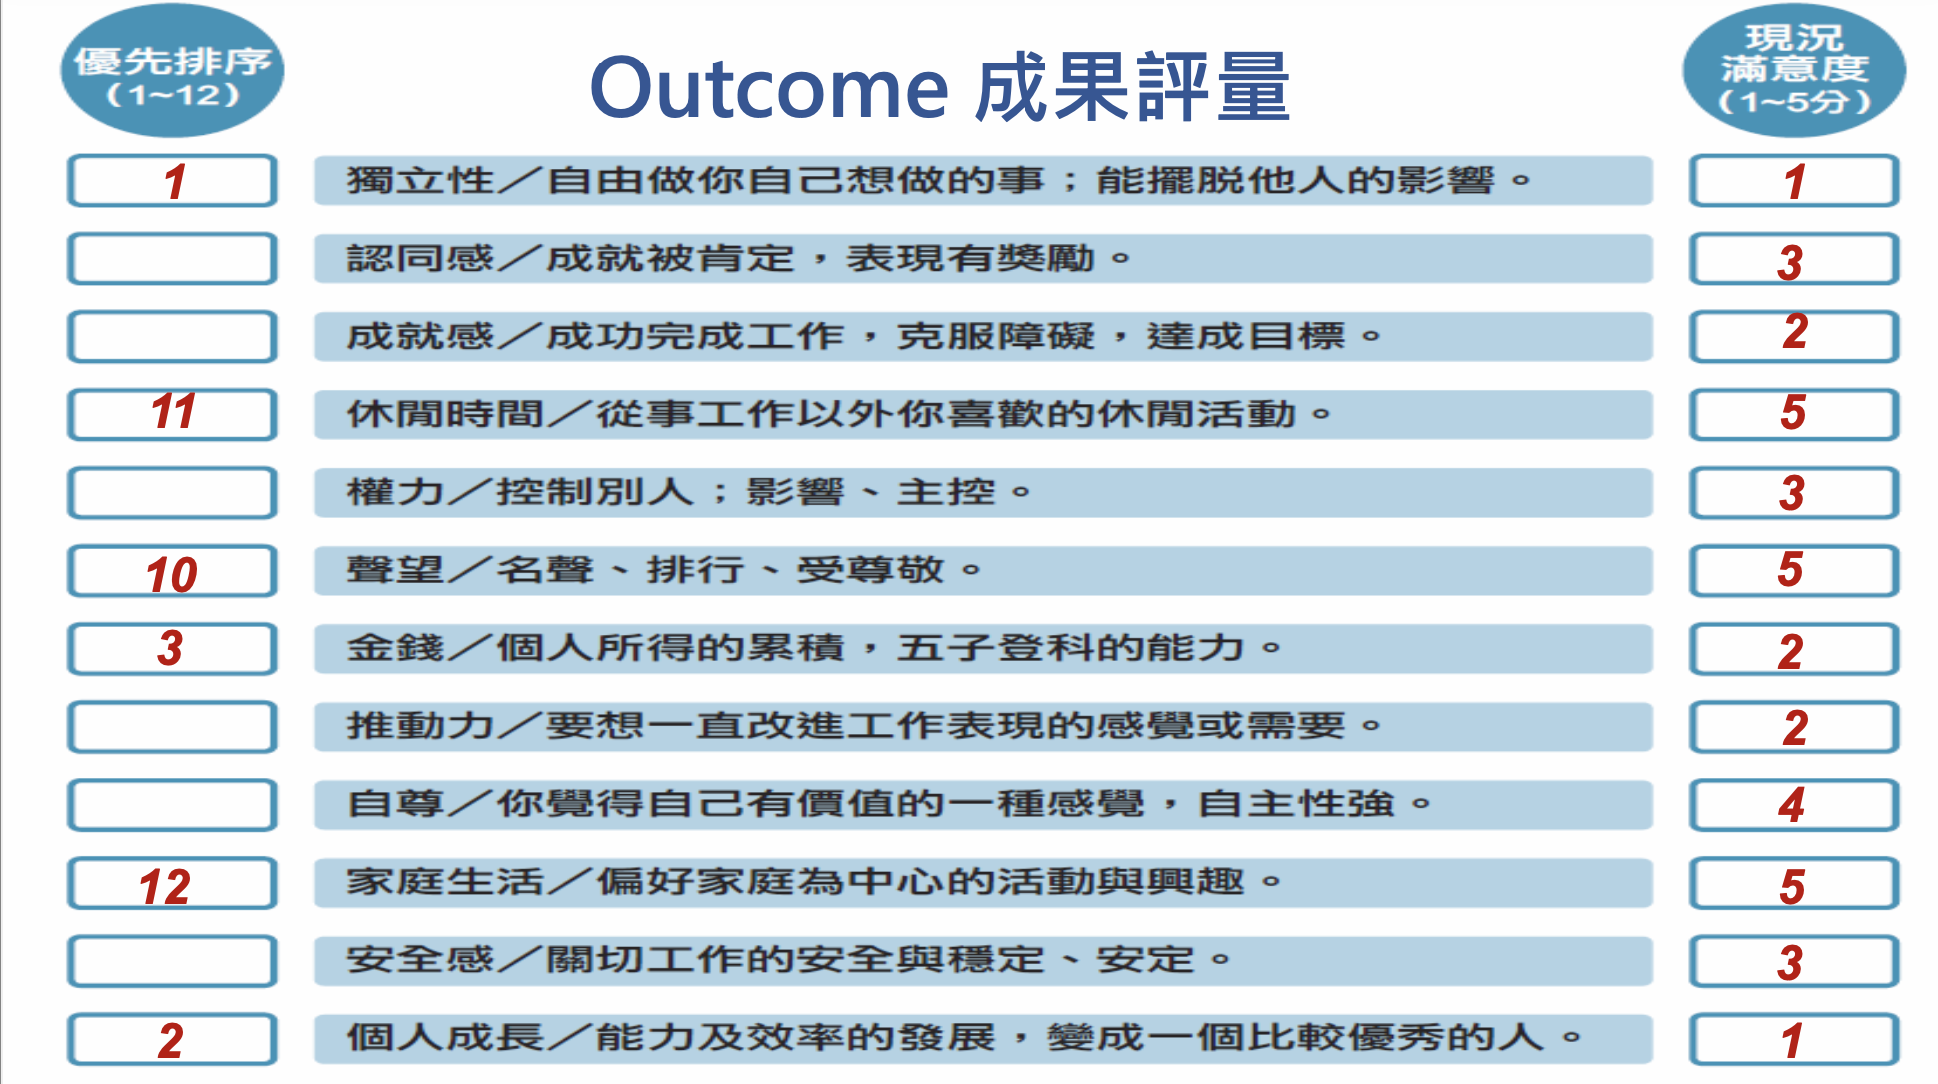 優先排序
（1~12）
Outcome 成果評量
現況
滿意度
（1~5分）
1 獨立性／自由做你自己想做的事；能擺脫他人的影響。 1
認同感／成就被肯定，表現有獎勵。 3
成就感／成功完成工作，克服障礙，達成目標。 2
11 休閒時間／從事工作以外你喜歡的休閒活動。 5
權力／控制別人；影響、主控。 3
10 聲望／名聲、排行、受尊敬。 5
3 金錢／個人所得的累積，五子登科的能力。 2
推動力／要想一直改進工作表現的感覺或需要。 2
自尊／你覺得自己有價值的一種感覺，自主性強。 4
12 家庭生活／偏好家庭為中心的活動與興趣。 5
安全感／關切工作的安全與穩定、安定。 3
2 個人成長／能力及效率的發展，變成一個比較優秀的人。 1